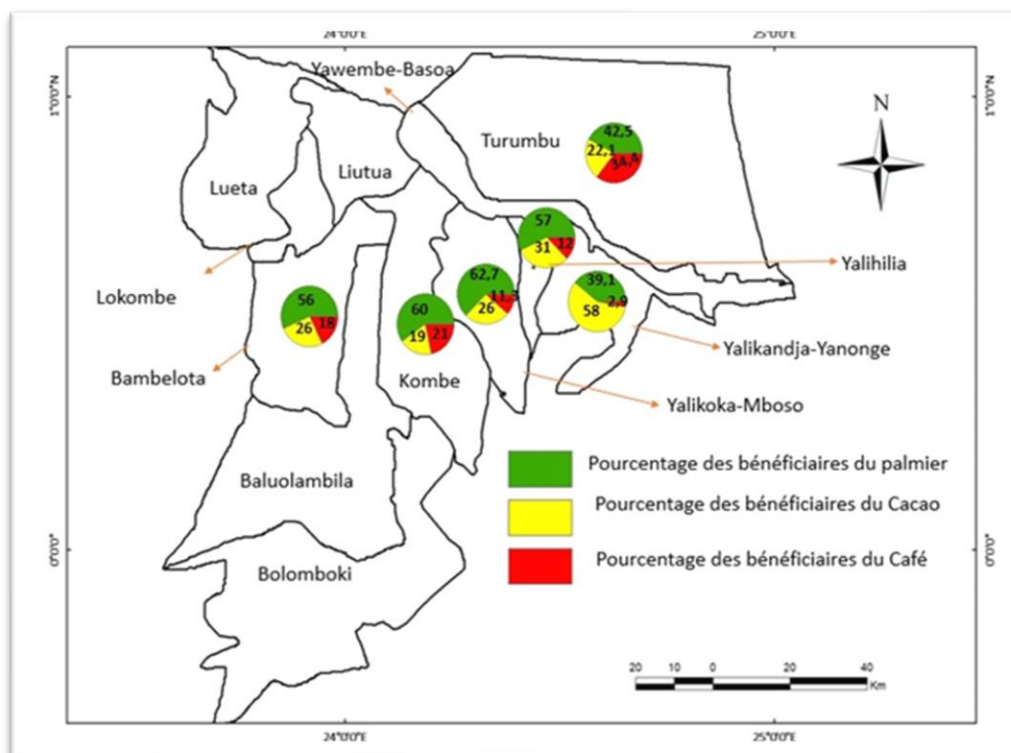 24°0'0"E
25°0'0"E
Yawembe-Basoa
1°0'0"N
1°0'0"N
N
Turumbu
42,5
22,1
34,4
Liutua
Lueta
57
31
12
Yalihilia
62,7
11,3
26
39,1
2,9
58
Lokombe
56
26
18
60
19
21
Yalikandja-Yanonge
Bambelota
Kombe
Yalikoka-Mboso
Pourcentage des bénéficiaires du palmier
Baluolambila
Pourcentage des bénéficiaires du Cacao
0°0'0"
0°0'0"
Pourcentage des bénéficiaires du Café
Bolomboki
20 10 0 20 40
Km
24°0'0"E
25°0'0"E